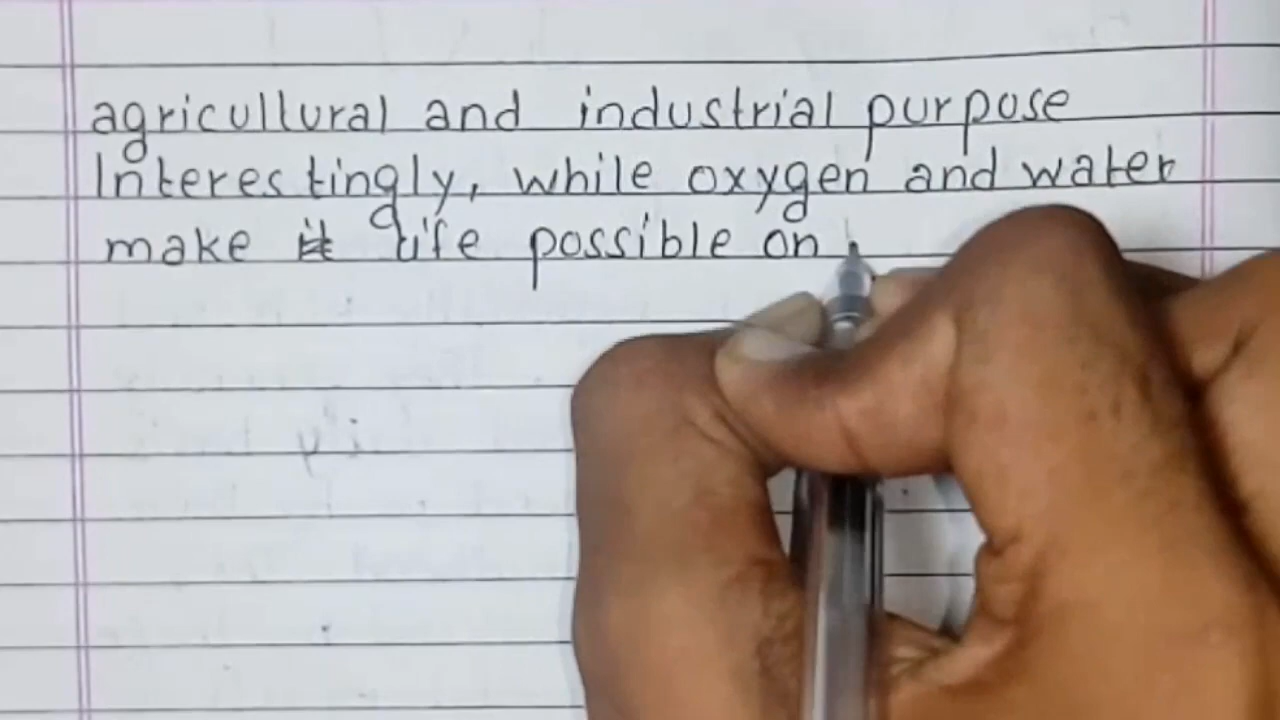 agricultural and industrial purpose
Interestingly, while oxygen and water
make life possible on